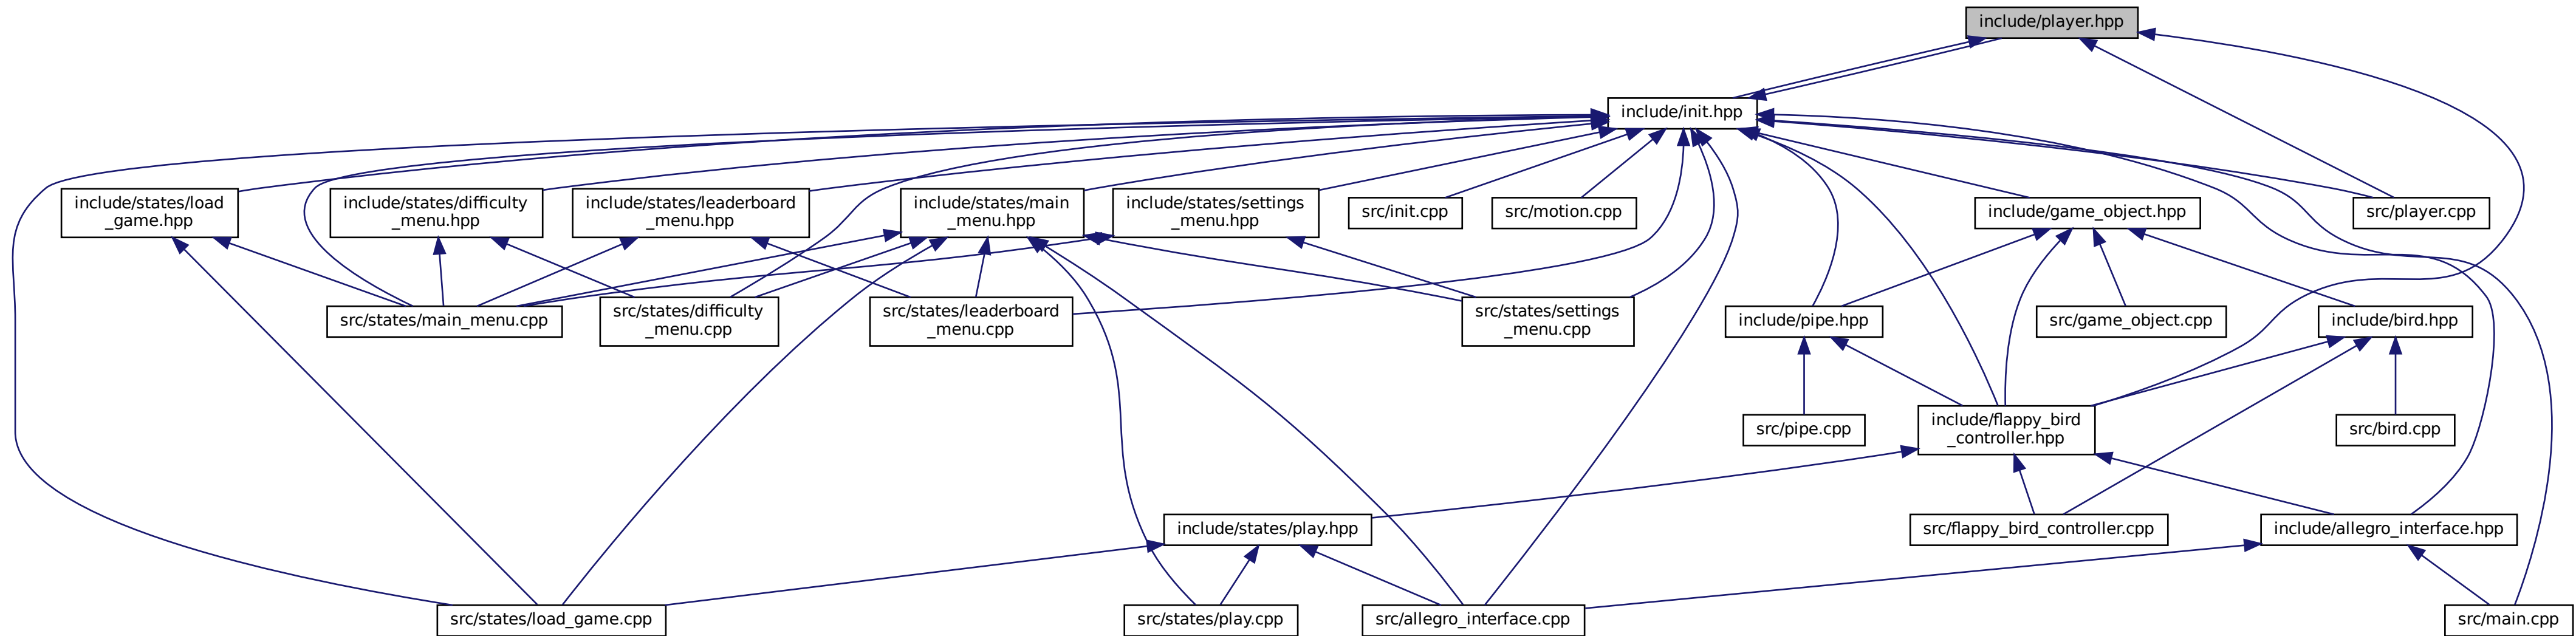 include/player.hpp
include/init.hpp
include/states/load
_game.hpp
include/states/difficulty
_menu.hpp
include/states/leaderboard
_menu.hpp
include/states/main
_menu.hpp
include/states/settings
_menu.hpp
src/init.cpp
src/motion.cpp
include/game_object.hpp
src/player.cpp
src/states/main_menu.cpp
src/states/difficulty
_menu.cpp
src/states/leaderboard
_menu.cpp
src/states/settings
_menu.cpp
include/pipe.hpp
src/game_object.cpp
include/bird.hpp
src/pipe.cpp
include/flappy_bird
_controller.hpp
src/bird.cpp
include/states/play.hpp
src/flappy_bird_controller.cpp
include/allegro_interface.hpp
src/states/load_game.cpp
src/states/play.cpp
src/allegro_interface.cpp
src/main.cpp